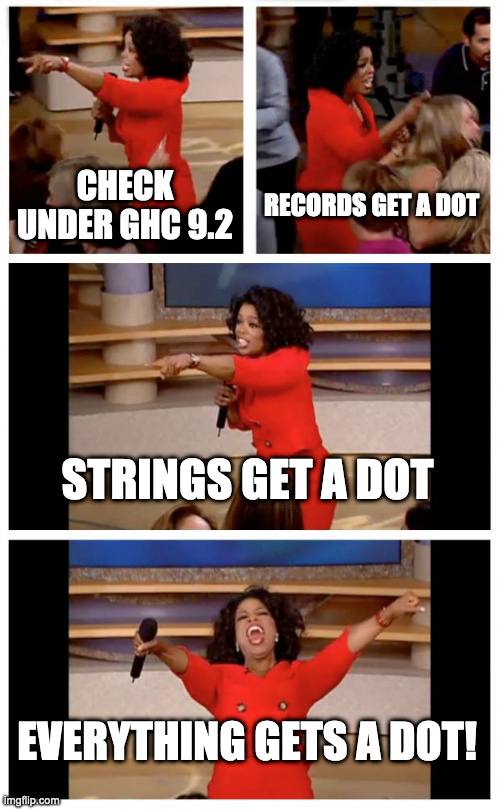 CHECK
UNDER GHC 9.2
RECORDS GET A DOT
STRINGS GET A DOT
EVERYTHING GETS A DOT!
imgflip.com